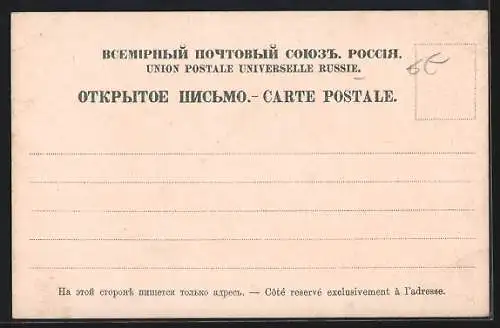 ВСЕМІРНЫЙ ПОЧТОВЫЙ СОЮЗЪ. РОССІЯ.
UNION POSTALE UNIVERSELLE RUSSIE.
ОТКРЫТОЕ ПИСЬМО.-CARTE POSTALE.
На этой сторонѣ пишется только адресъ. — Côté reservé exclusivement à l'adresse.